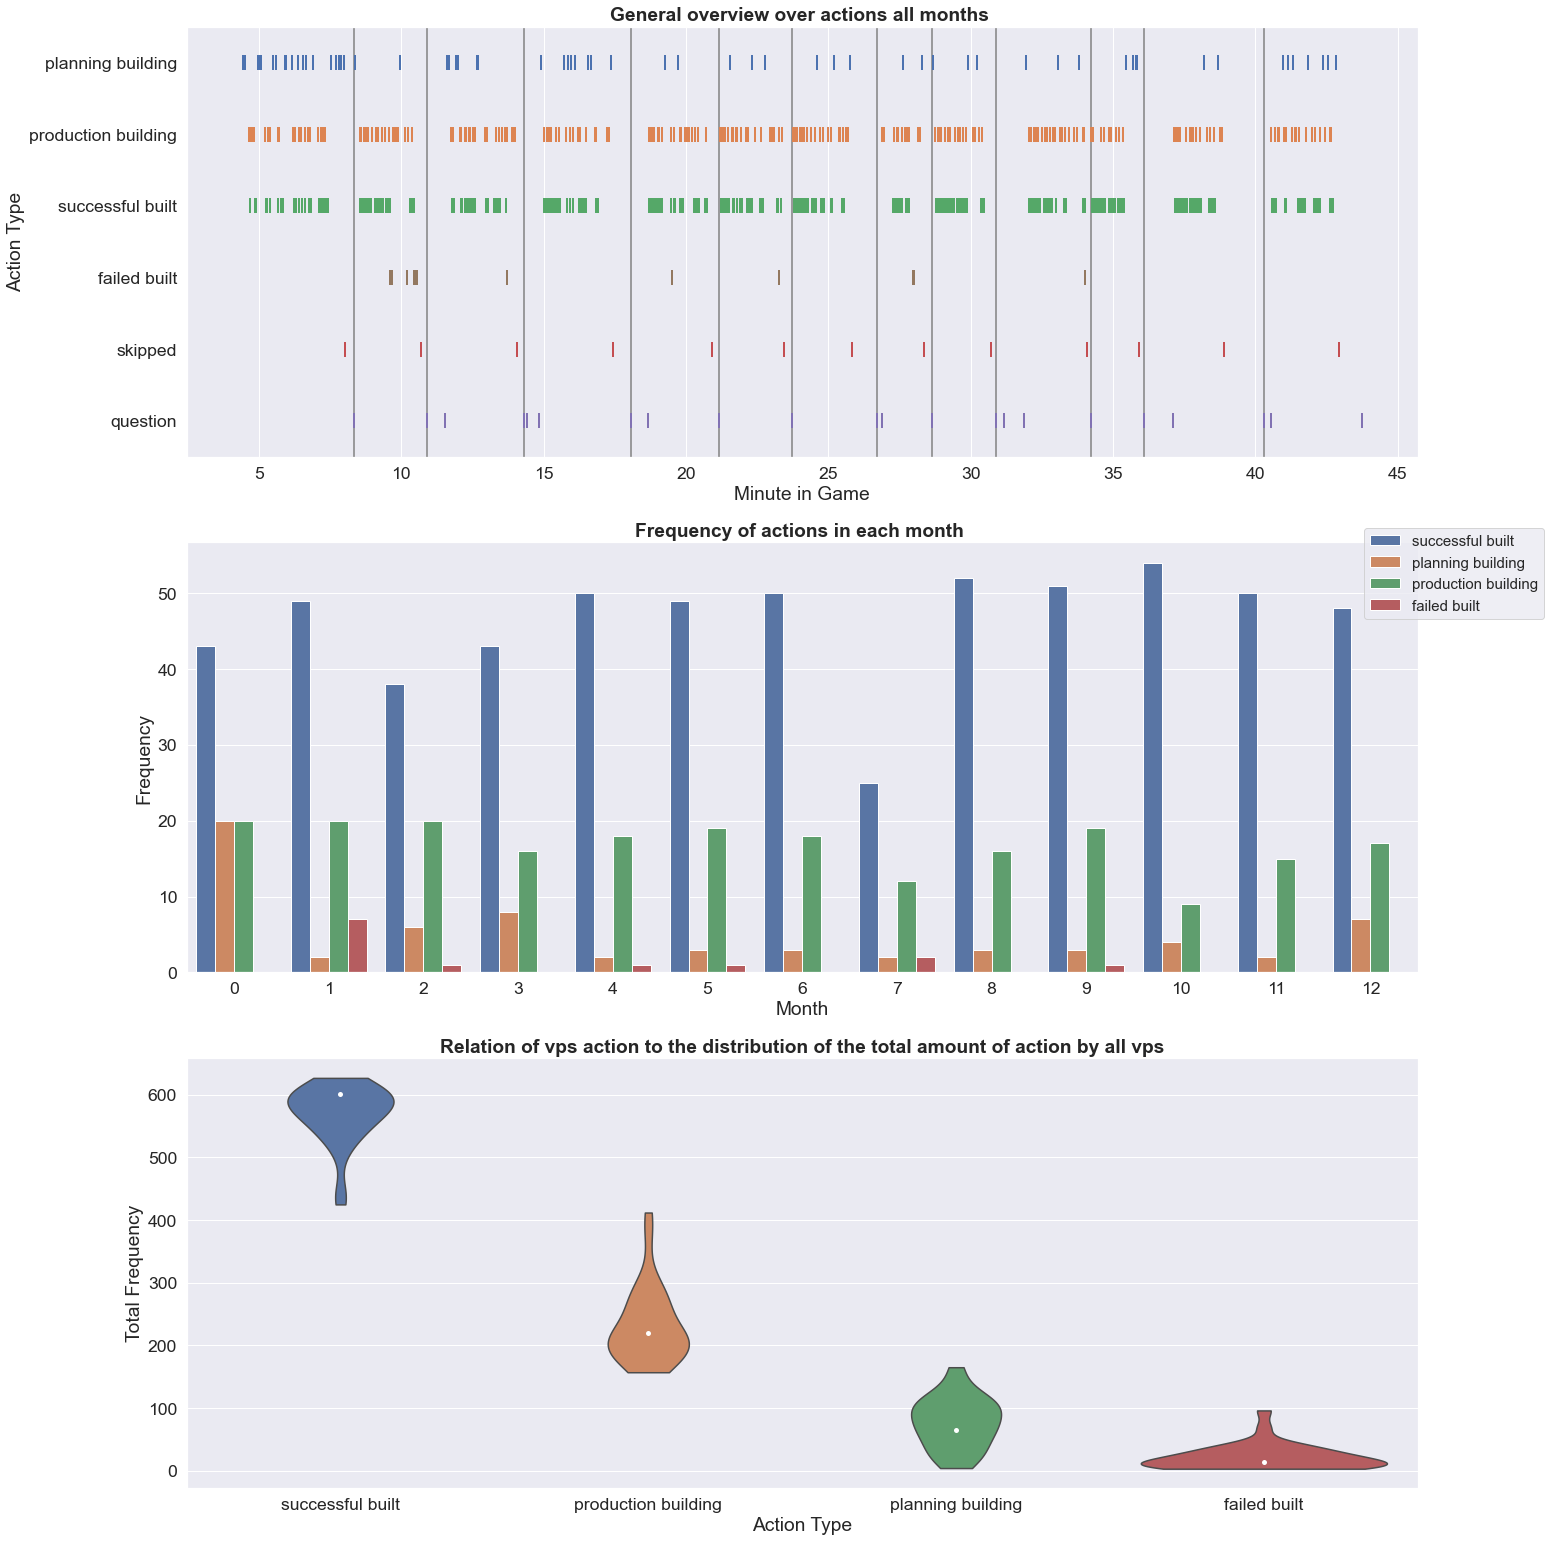 General overview over actions all months
planning building
production building
successful built
failed built
skipped
question
Action Type
5 10 15 20 25 30 35 40 45
Minute in Game
Frequency of actions in each month
successful built
planning building
production building
failed built
50
40
30
20
10
0
Frequency
0 1 2 3 4 5 6 7 8 9 10 11 12
Month
Relation of vps action to the distribution of the total amount of action by all vps
600
500
400
300
200
100
0
Total Frequency
successful built production building planning building failed built
Action Type